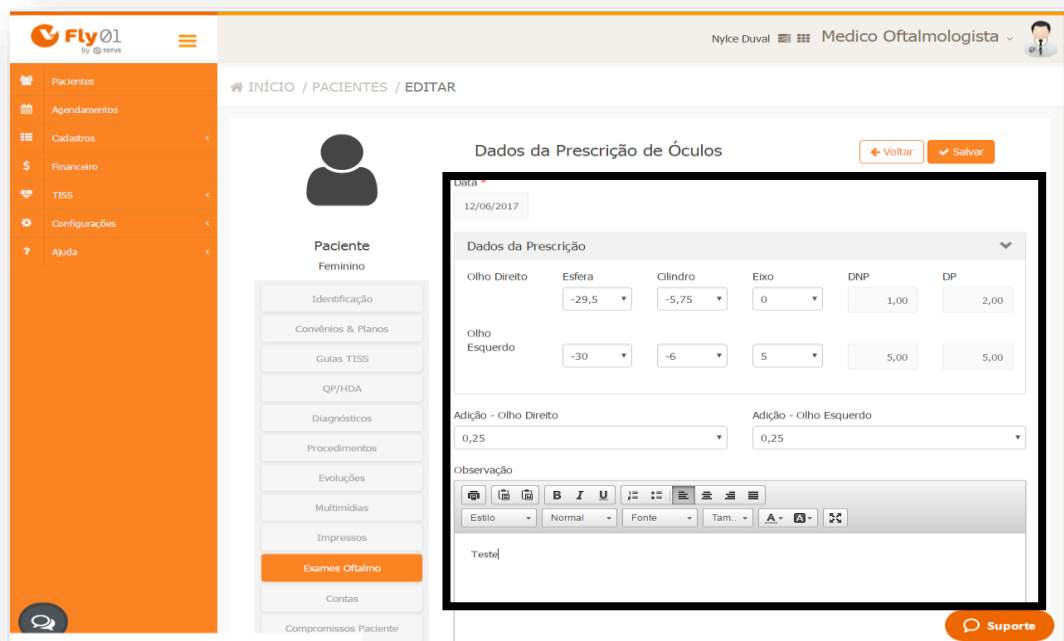 Fly01
by TOTVS
Nylce Duval Medico Oftalmologista
Pacientes
Agendamentos
Cadastros
Financeiro
TISS
Configurações
Ajuda
INÍCIO / PACIENTES / EDITAR
Paciente
Feminino
Identificação
Convênios & Planos
Guias TISS
QP/HDA
Diagnósticos
Procedimentos
Evoluções
Multimídias
Impressos
Exames Oftalmo
Contas
Compromissos Paciente
Dados da Prescrição de Óculos
Voltar Salvar
Data *
12/06/2017
Dados da Prescrição
Olho Direito Esfera Cilindro Eixo DNP DP
-29,5 -5,75 0 1,00 2,00
Olho
Esquerdo
-30 -6 5 5,00 5,00
Adição - Olho Direito Adição - Olho Esquerdo
0,25 0,25
Observação
B I U
Estilo Normal Fonte Tam.. A A
Teste
Suporte